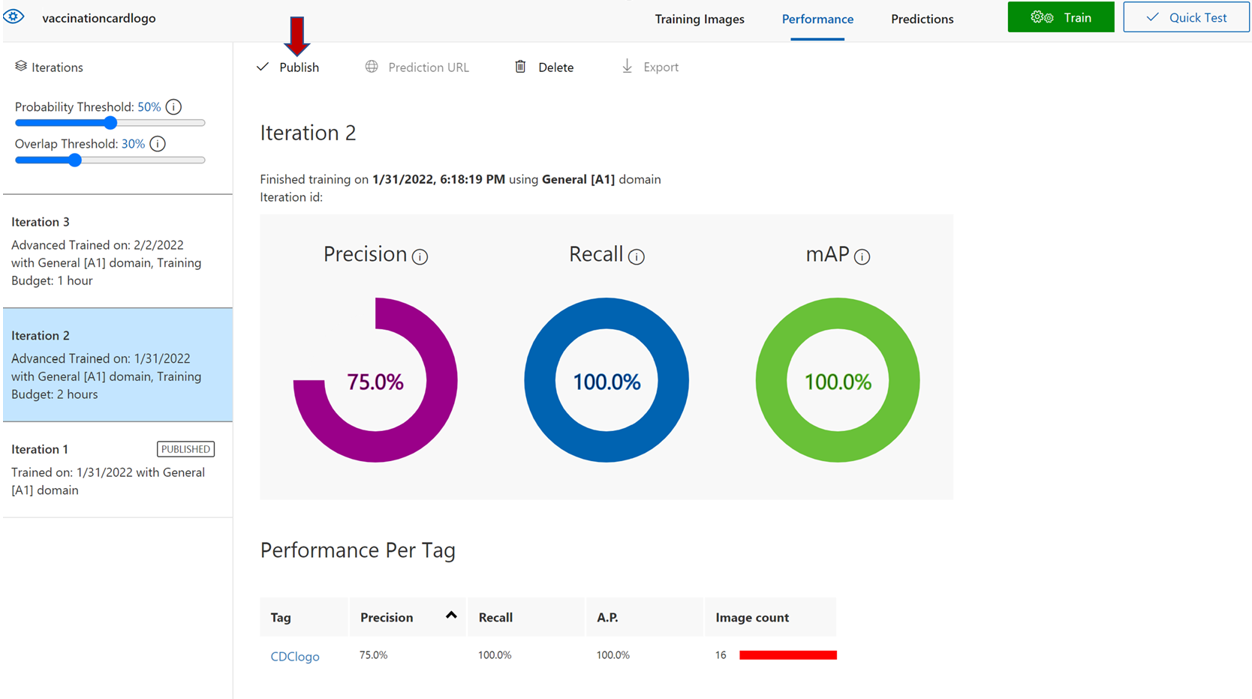 vaccinationcardlogo
Training Images Performance Predictions Train Quick Test
Iterations
Probability Threshold: 50%
Overlap Threshold: 30%
Iteration 3
Advanced Trained on: 2/2/2022
with General [A1] domain, Training
Budget: 1 hour
Iteration 2
Advanced Trained on: 1/31/2022
with General [A1] domain, Training
Budget: 2 hours
Iteration 1 PUBLISHED
Trained on: 1/31/2022 with General
[A1] domain
Publish Prediction URL Delete Export
Iteration 2
Finished training on 1/31/2022, 6:18:19 PM using General [A1] domain
Iteration id:
Precision Recall mAP
75.0% 100.0% 100.0%
Performance Per Tag
Tag Precision Recall A.P. Image count
CDClogo 75.0% 100.0% 100.0% 16